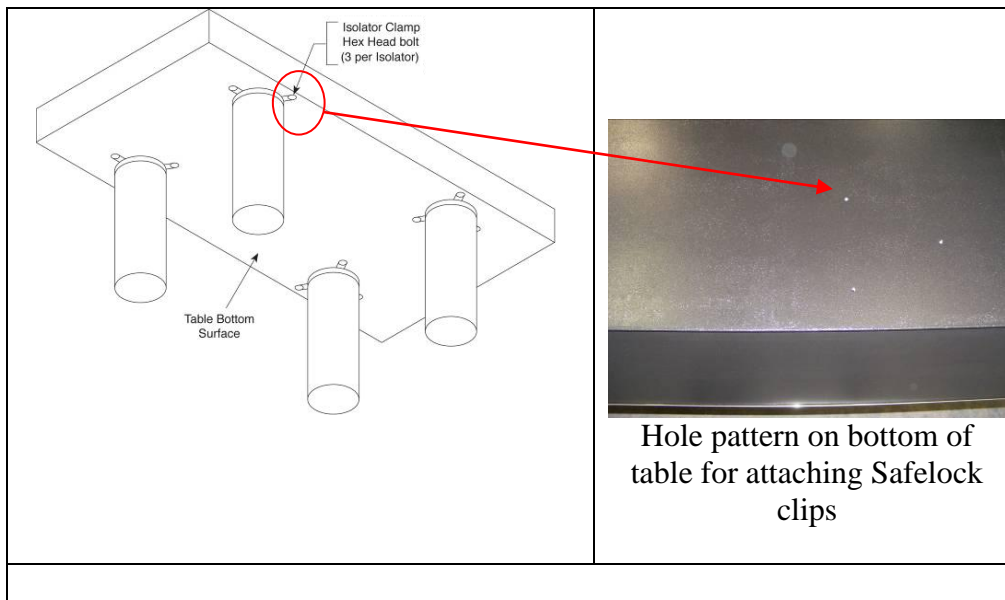 Isolator Clamp
Hex Head bolt
(3 per Isolator)
Table Bottom
Surface
Hole pattern on bottom of
table for attaching Safelock
clips